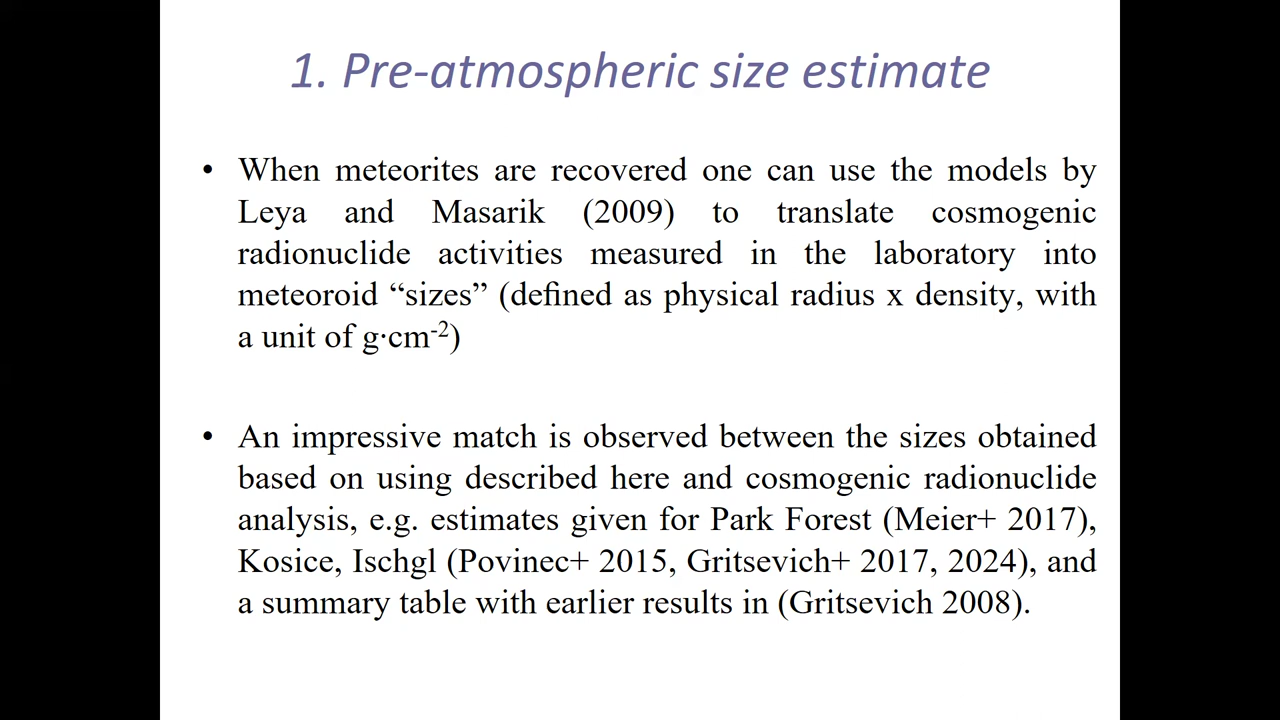 1. Pre-atmospheric size estimate
• When meteorites are recovered one can use the models by
Leya and Masarik (2009) to translate cosmogenic
radionuclide activities measured in the laboratory into
meteoroid “sizes” (defined as physical radius x density, with
a unit of g·cm⁻²)
• An impressive match is observed between the sizes obtained
based on using described here and cosmogenic radionuclide
analysis, e.g. estimates given for Park Forest (Meier+ 2017),
Kosice, Ischgl (Povinec+ 2015, Gritsevich+ 2017, 2024), and
a summary table with earlier results in (Gritsevich 2008).